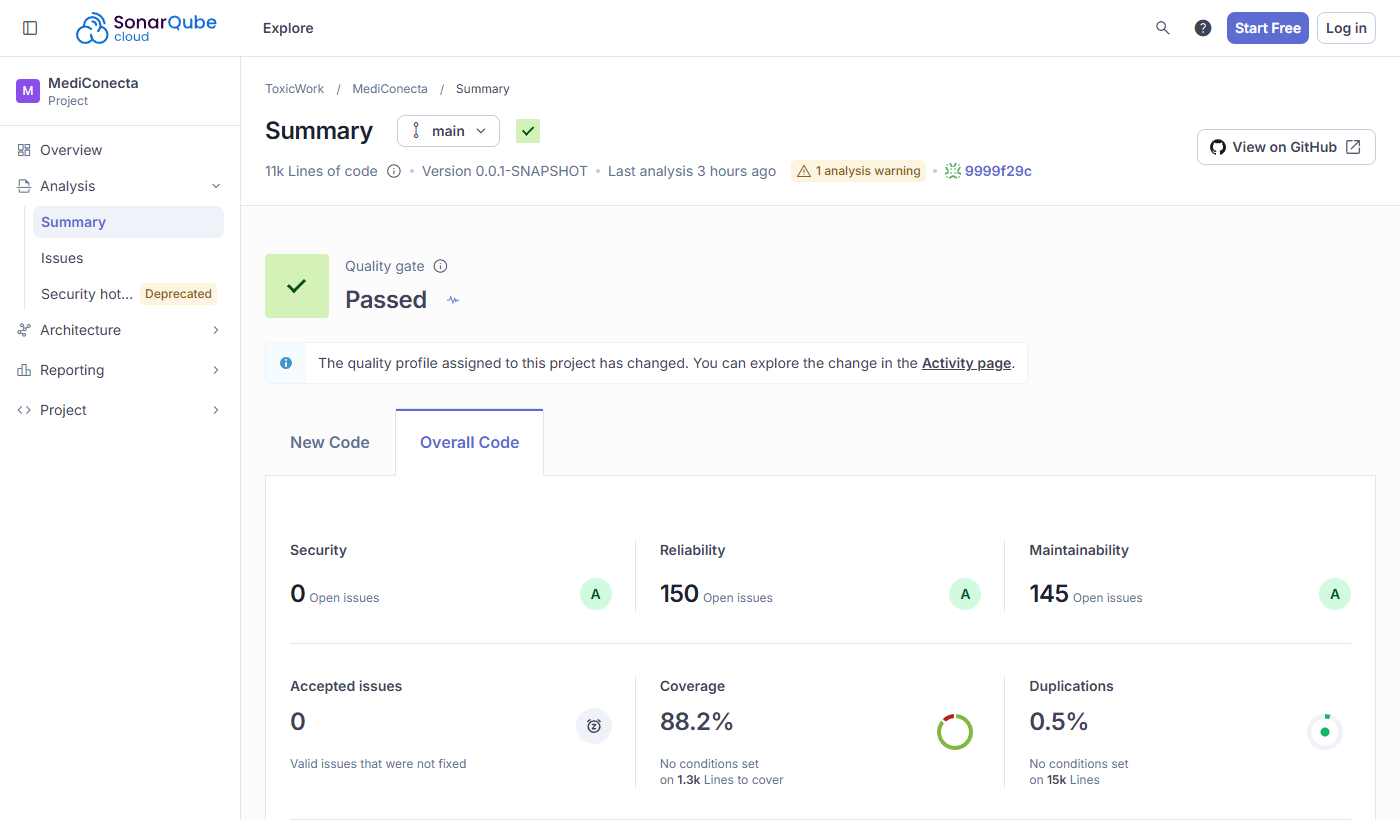 SonarQube cloud
Explore
?
Start Free
Log in
M
MediConecta
Project
Overview
Analysis
Summary
Issues
Security hot... Deprecated
Architecture
Reporting
Project
ToxicWork / MediConecta / Summary
Summary
main
View on GitHub
11k Lines of code • Version 0.0.1-SNAPSHOT • Last analysis 3 hours ago 1 analysis warning • 9999f29c
Quality gate
Passed
The quality profile assigned to this project has changed. You can explore the change in the Activity page.
New Code
Overall Code
Security
0 Open issues
A
Reliability
150 Open issues
A
Maintainability
145 Open issues
A
Accepted issues
0
Valid issues that were not fixed
Coverage
88.2%
No conditions set
on 1.3k Lines to cover
Duplications
0.5%
No conditions set
on 15k Lines